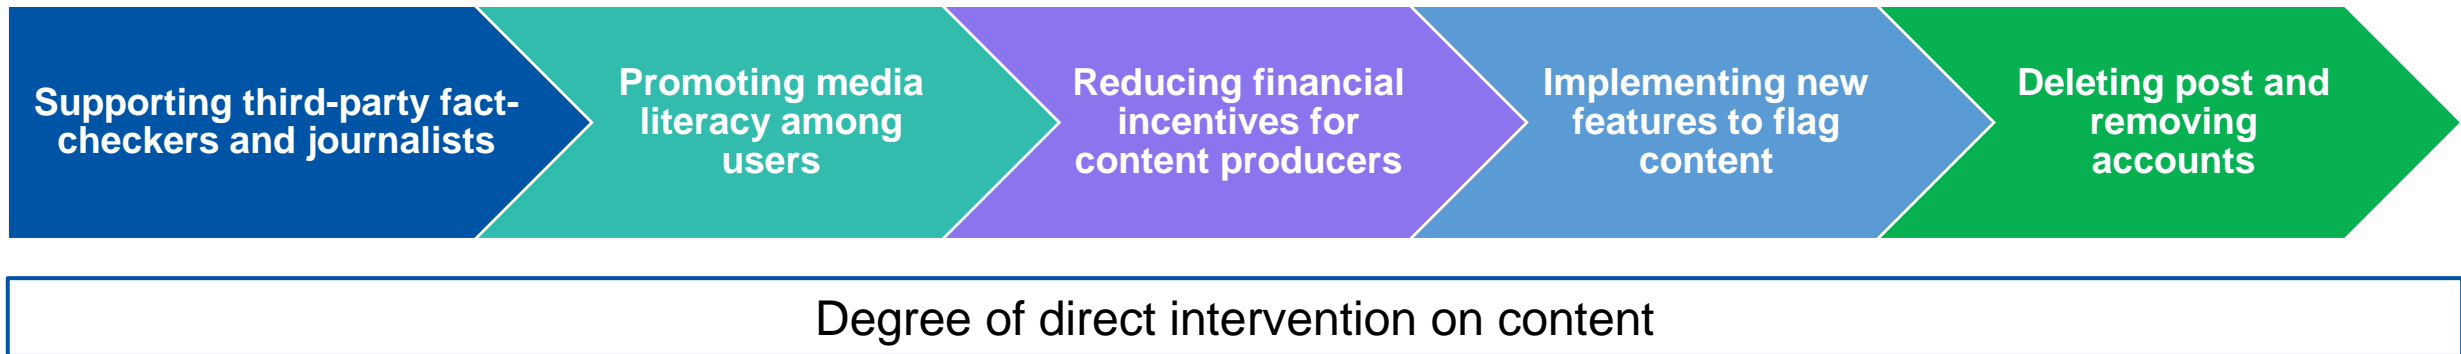 Supporting third-party fact-
checkers and journalists
Promoting media
literacy among
users
Reducing financial
incentives for
content producers
Implementing new
features to flag
content
Deleting post and
removing
accounts
Degree of direct intervention on content